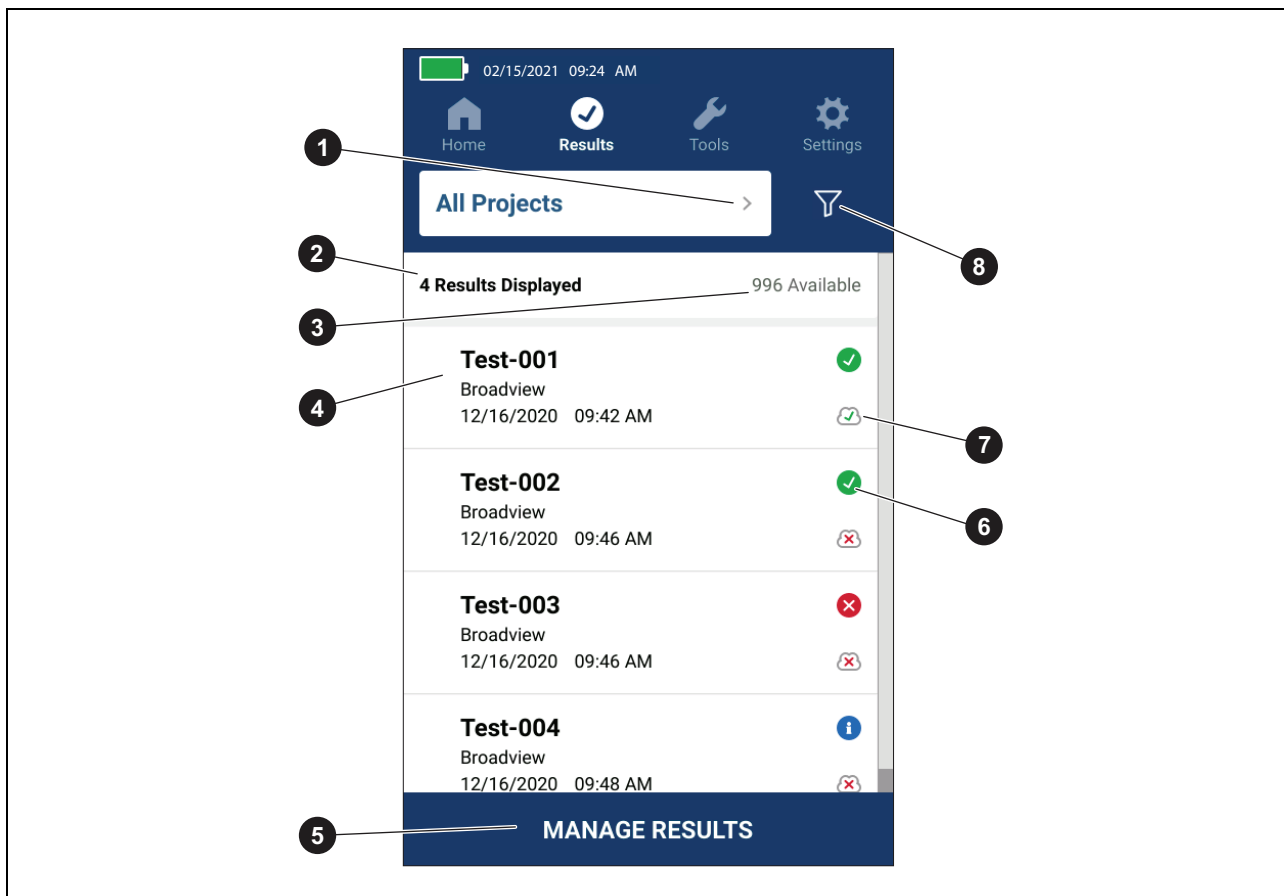 02/15/2021 09:24 AM
Home Results Tools Settings
1
All Projects
8
2
4 Results Displayed 996 Available
3
Test-001
Broadview
12/16/2020 09:42 AM
4
7
Test-002
Broadview
12/16/2020 09:46 AM
6
Test-003
Broadview
12/16/2020 09:46 AM
Test-004
Broadview
12/16/2020 09:48 AM
5
MANAGE RESULTS